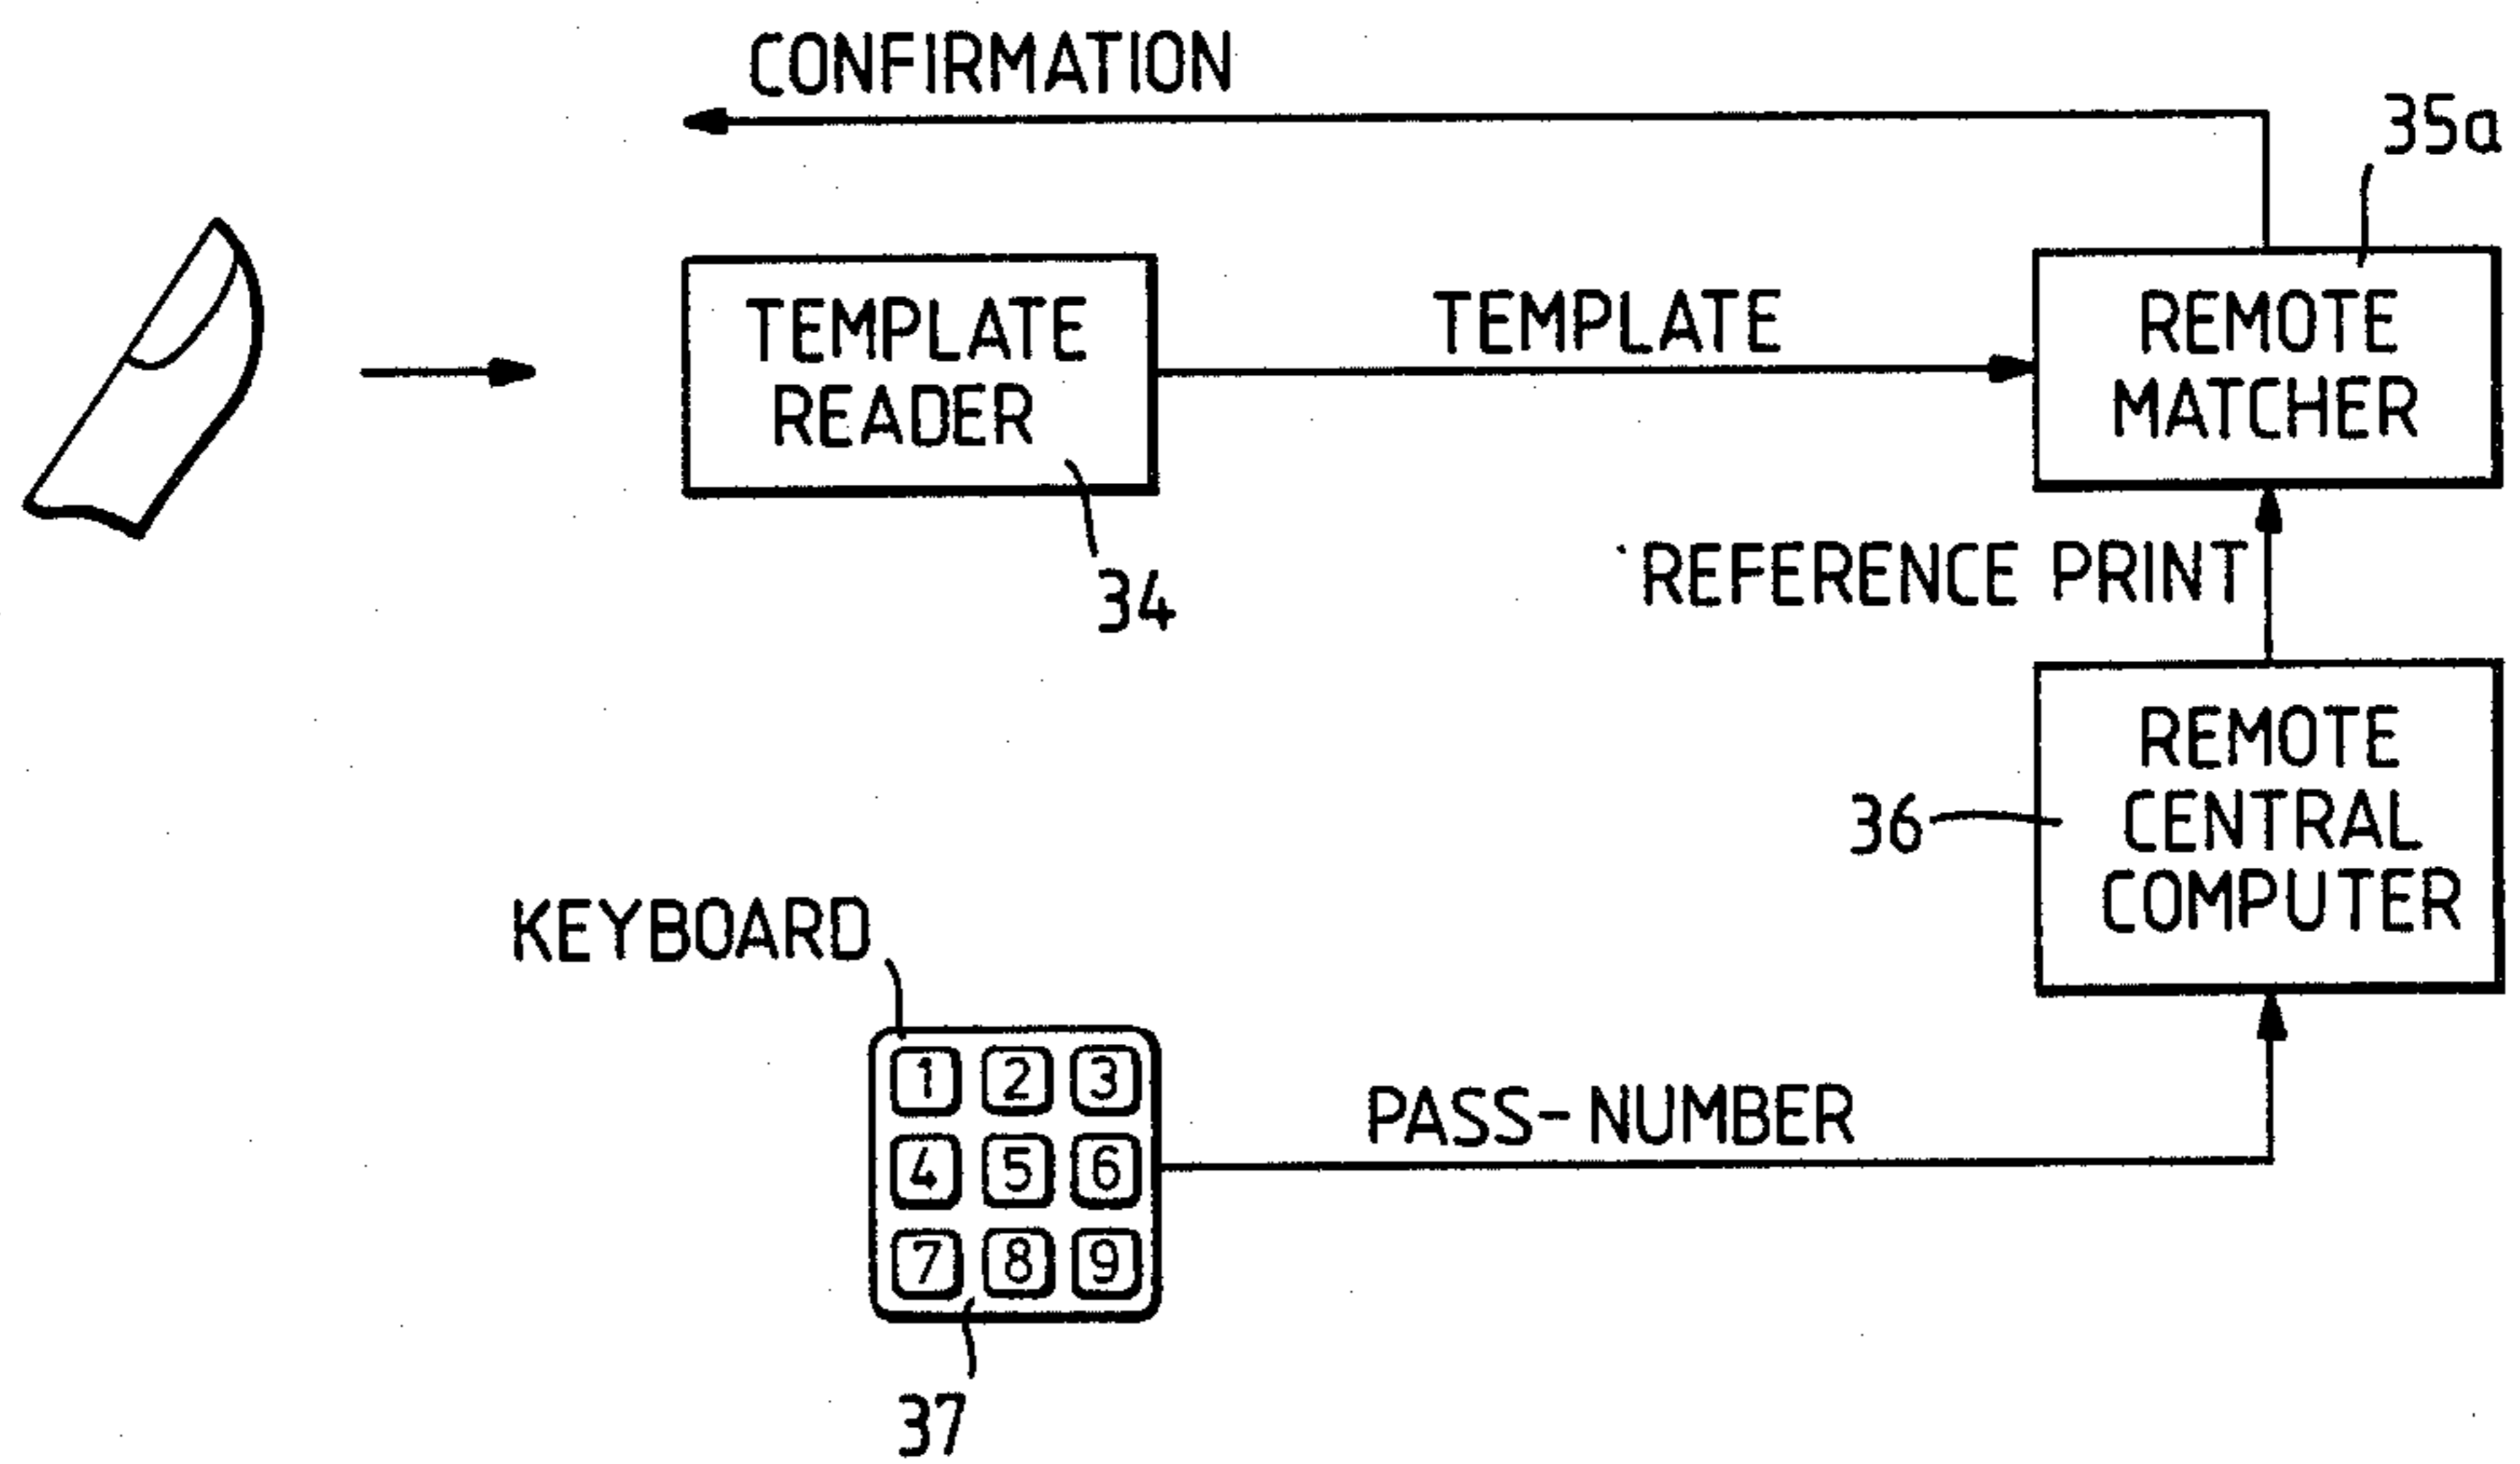 CONFIRMATION
35a
TEMPLATE
READER
TEMPLATE
REMOTE
MATCHER
34
REFERENCE PRINT
REMOTE
CENTRAL
COMPUTER
36
KEYBOARD
1 2 3
4 5 6
7 8 9
PASS-NUMBER
37